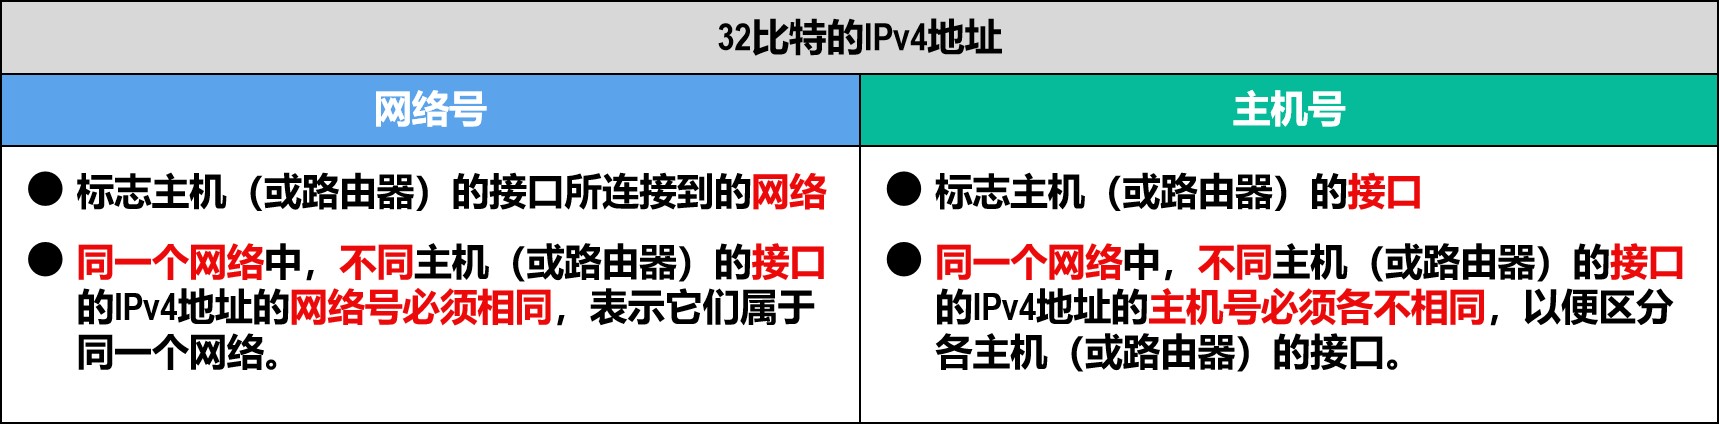 32比特的IPv4地址
网络号
主机号
● 标志主机（或路由器）的接口所连接到的网络
● 同一个网络中，不同主机（或路由器）的接口
的IPv4地址的网络号必须相同，表示它们属于
同一个网络。
● 标志主机（或路由器）的接口
● 同一个网络中，不同主机（或路由器）的接口
的IPv4地址的主机号必须各不相同，以便区分
各主机（或路由器）的接口。